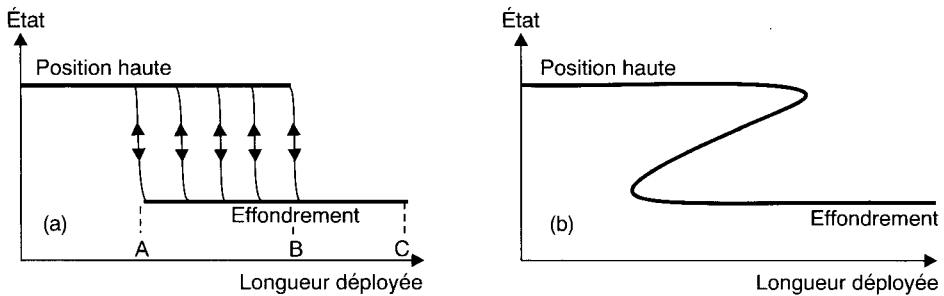 État
Position haute
Effondrement
(a)
A
B
C
Longueur déployée
État
Position haute
Effondrement
(b)
Longueur déployée